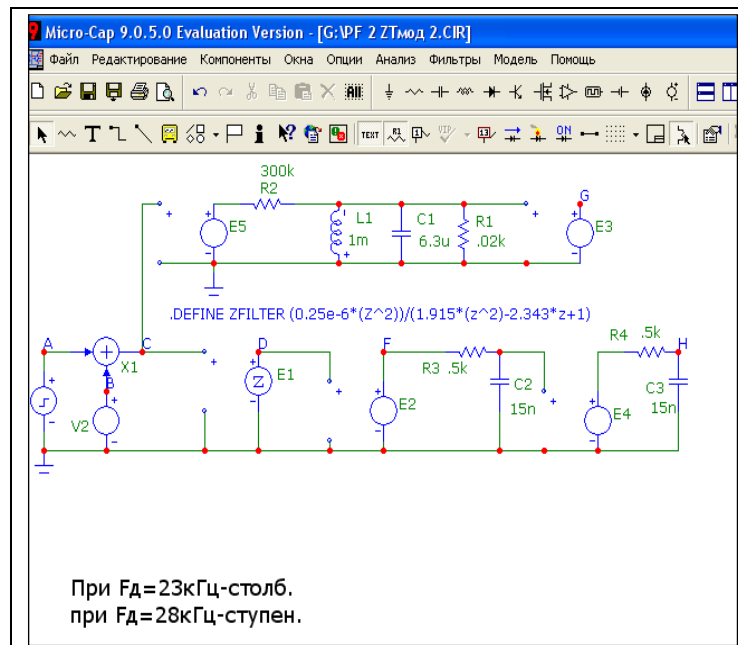 Micro-Cap 9.0.5.0 Evaluation Version - [G:\PF 2 ZTмод 2.CIR]
Файл Редактирование Компоненты Окна Опции Анализ Фильтры Модель Помощь
300k
R2
G
E5
L1
1m
C1
6.3u
R1
.02k
E3
.DEFINE ZFILTER (0.25e-6*(Z^2))/(1.915*(z^2)-2.343*z+1)
A
X1
C
B
V2
D
Z
E1
F
E2
R3 .5k
C2
15n
R4 .5k
H
E4
C3
15n
При Fд=23кГц-столб.
при Fд=28кГц-ступен.